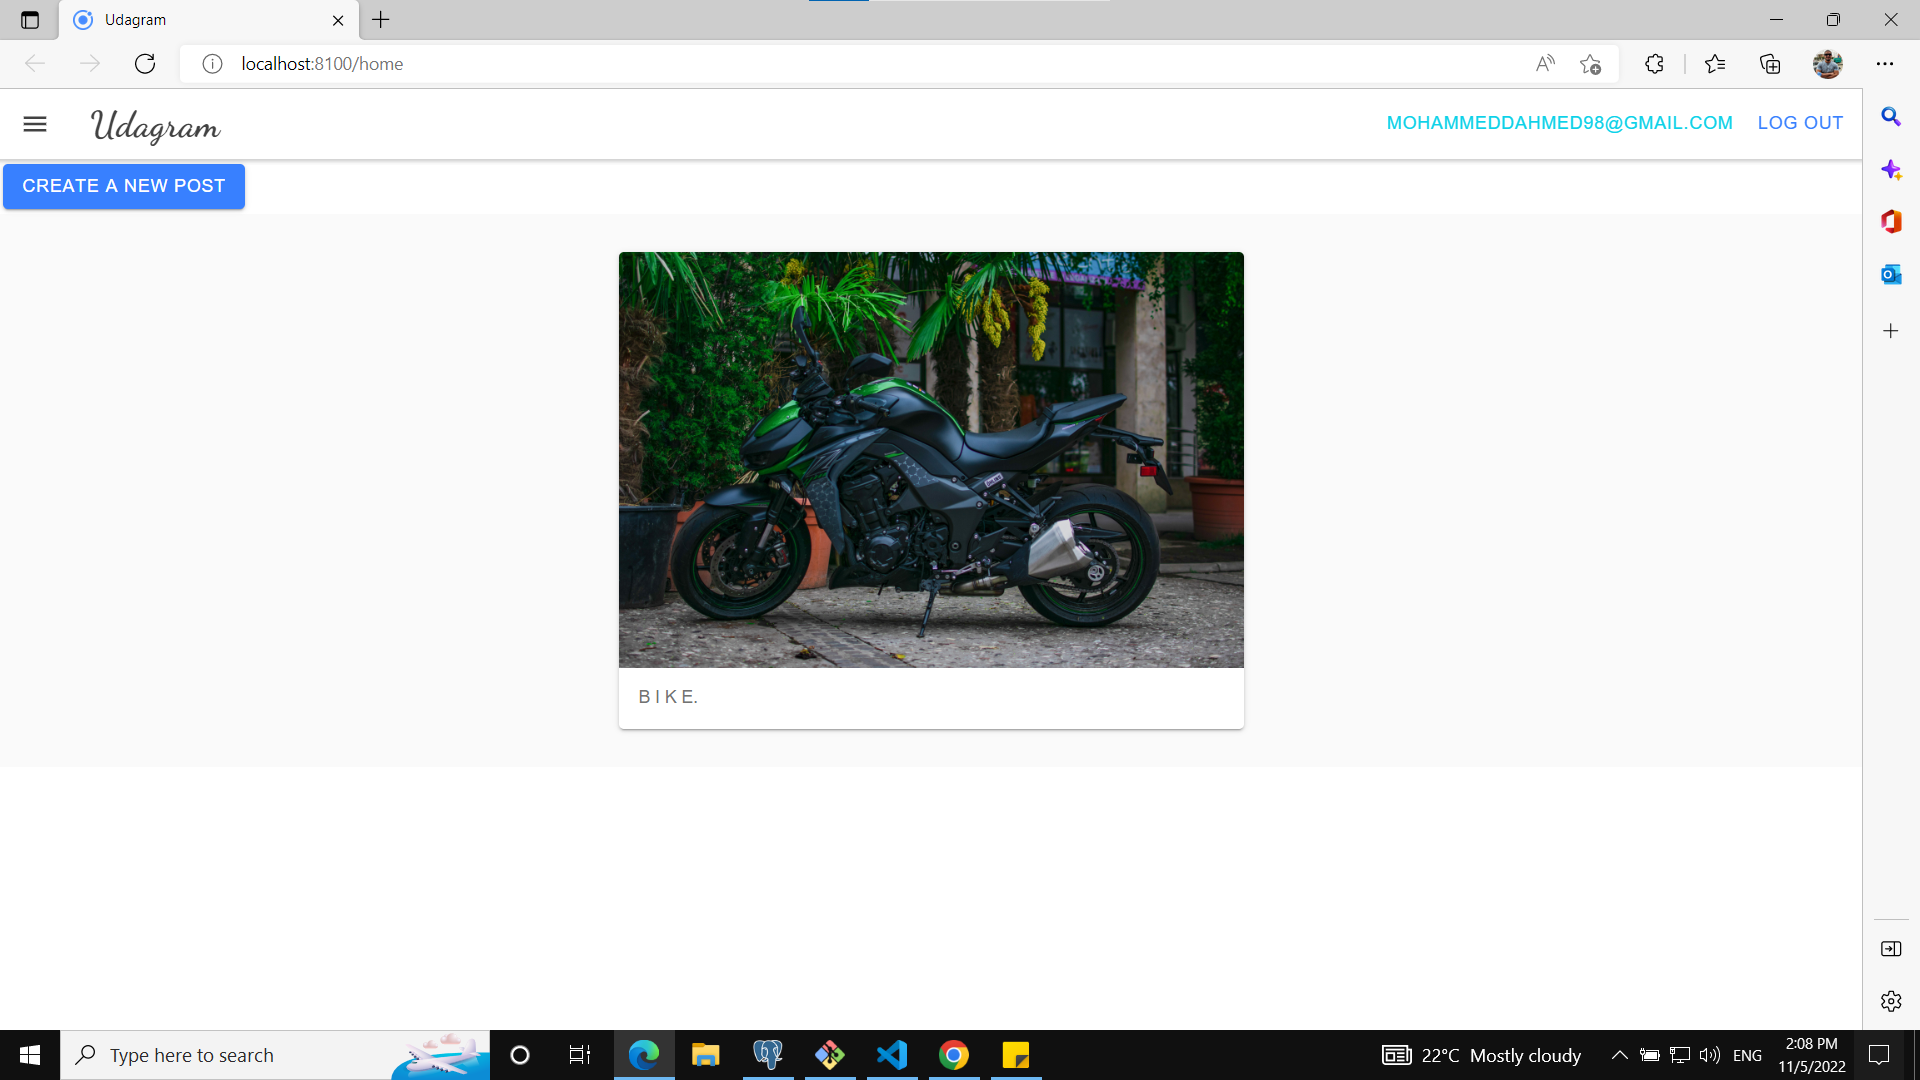 Udagram
localhost:8100/home
Udagram
MOHAMMEDDAHMED98@GMAIL.COM
LOG OUT
CREATE A NEW POST
B I K E.
Type here to search
22°C Mostly cloudy
ENG
2:08 PM
11/5/2022